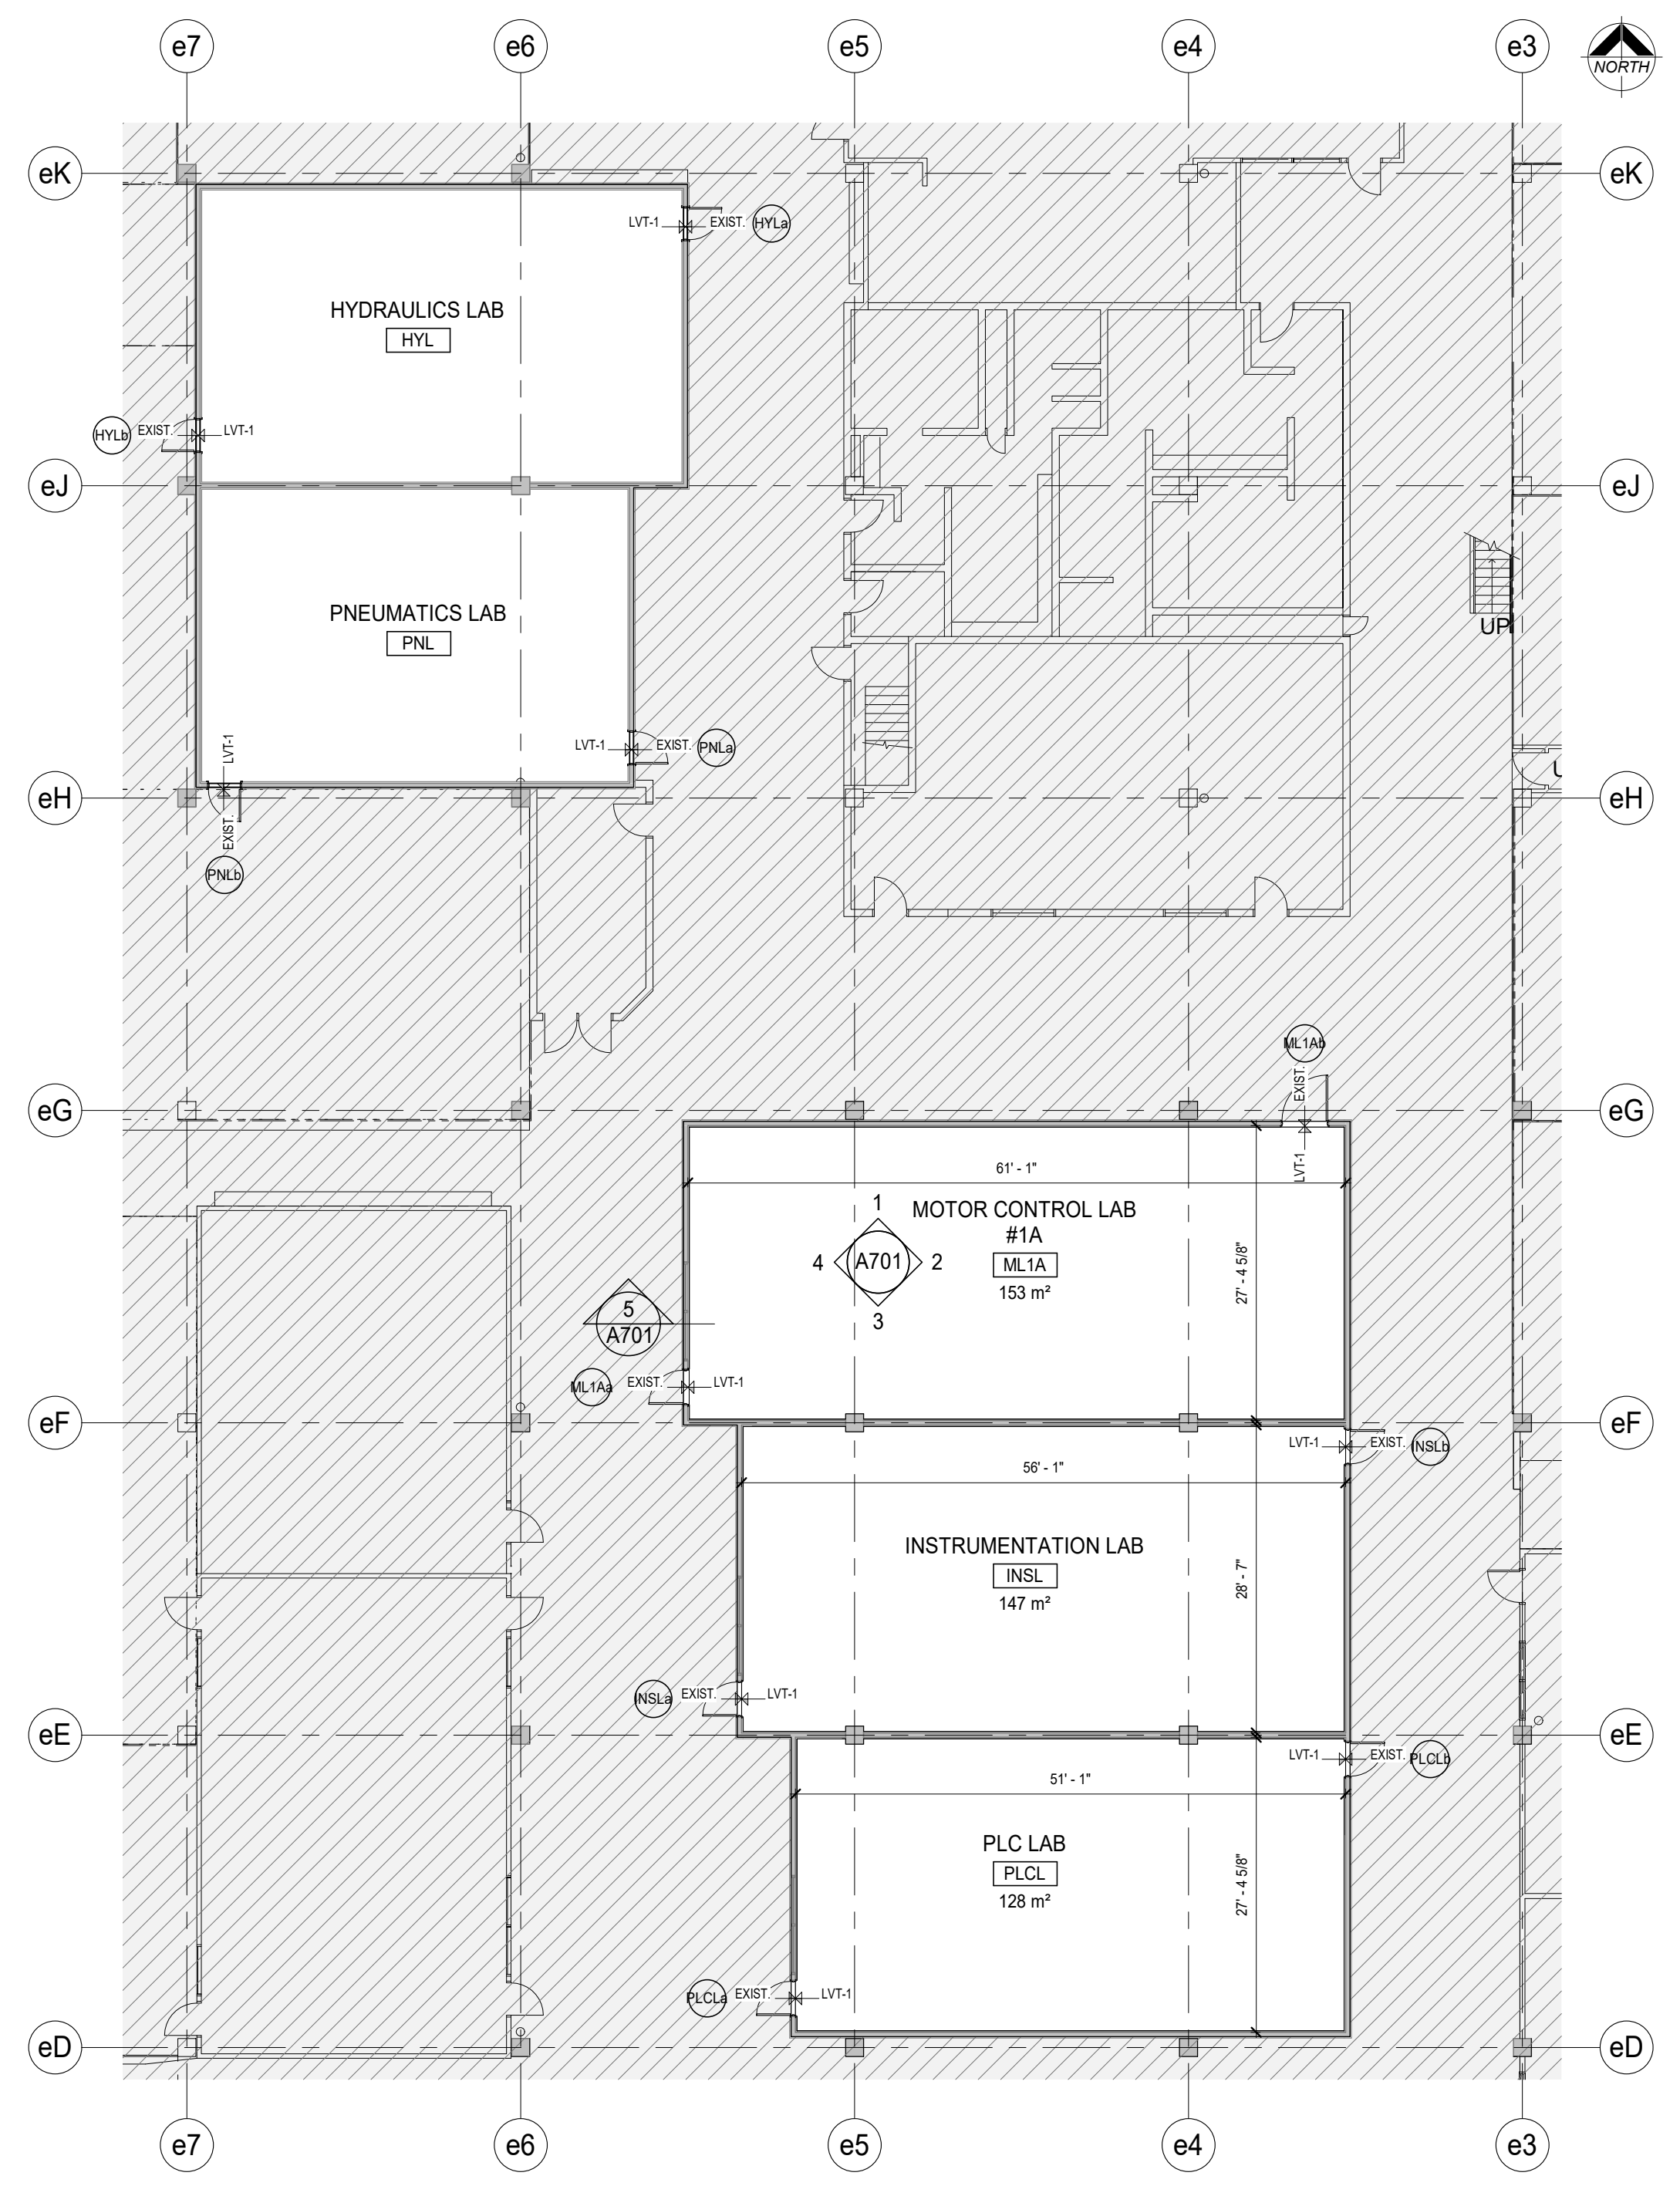 e7
e6
e5
e4
e3
NORTH
eK
eK
LVT-1
EXIST.
HYLa
HYDRAULICS LAB
HYL
HYLb
EXIST.
LVT-1
eJ
eJ
PNEUMATICS LAB
PNL
UP
LVT-1
EXIST.
PNLa
LVT-1
EXIST.
PNLb
eH
eH
ML1Ab
EXIST.
LVT-1
eG
eG
61' - 1"
MOTOR CONTROL LAB
#1A
ML1A
153 m²
1
4
A701
2
3
27' - 4 5/8"
5
A701
ML1Aa
EXIST.
LVT-1
eF
eF
LVT-1
EXIST.
INSLb
56' - 1"
INSTRUMENTATION LAB
INSL
147 m²
28' - 7"
INSLa
EXIST.
LVT-1
eE
eE
LVT-1
EXIST.
PLCLb
51' - 1"
PLC LAB
PLCL
128 m²
27' - 4 5/8"
PLCLa
EXIST.
LVT-1
eD
eD
e7
e6
e5
e4
e3